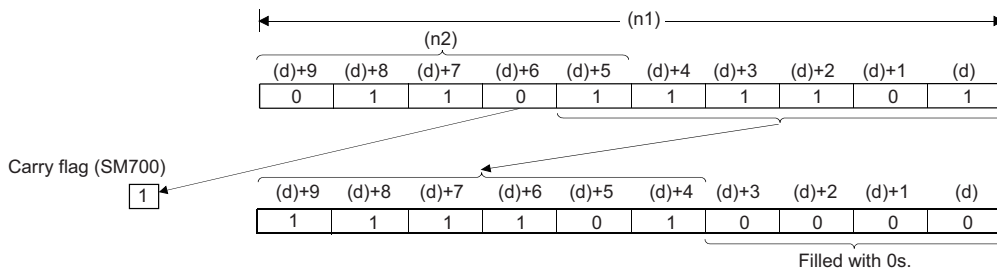 (n1)
(n2)
(d)+9 (d)+8 (d)+7 (d)+6 (d)+5 (d)+4 (d)+3 (d)+2 (d)+1 (d)
0 1 1 0 1 1 1 1 0 1
Carry flag (SM700)
1
(d)+9 (d)+8 (d)+7 (d)+6 (d)+5 (d)+4 (d)+3 (d)+2 (d)+1 (d)
1 1 1 1 0 1 0 0 0 0
Filled with 0s.